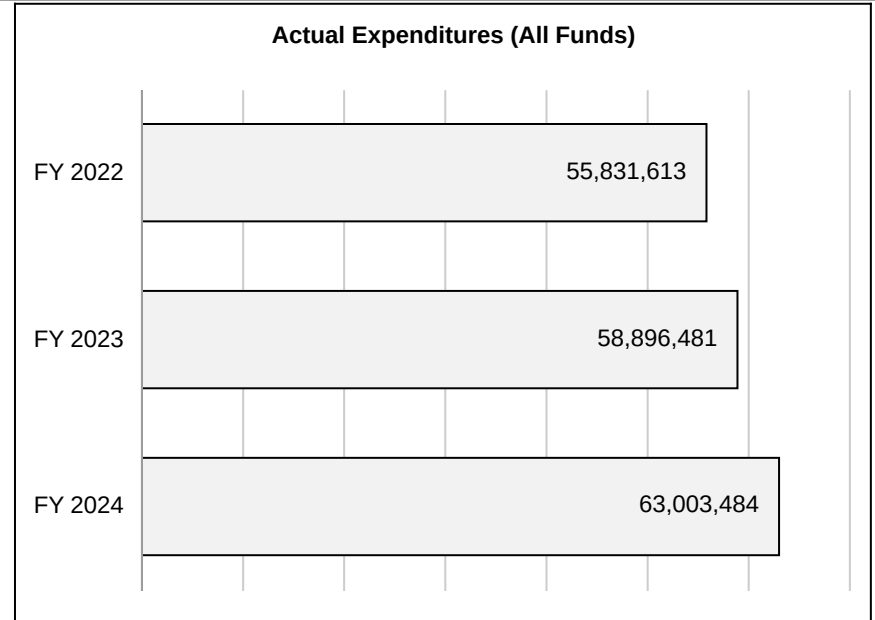 Actual Expenditures (All Funds)
FY 2022
55,831,613
FY 2023
58,896,481
FY 2024
63,003,484